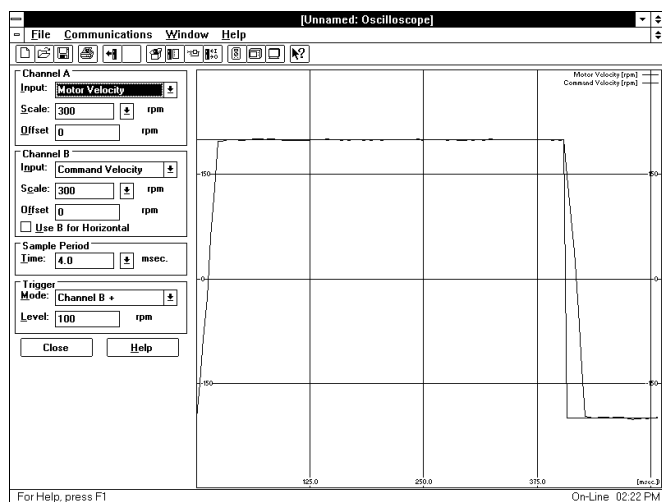 [Unnamed: Oscilloscope]
File Communications Window Help
Channel A
Input: Motor Velocity
Scale: 300 rpm
Offset 0 rpm
Channel B
Input: Command Velocity
Scale: 300 rpm
Offset 0 rpm
Use B for Horizontal
Sample Period
Time: 4.0 msec.
Trigger
Mode: Channel B +
Level: 100 rpm
Close Help
Motor Velocity [rpm]
Command Velocity [rpm]
150 150
0 0
-150 -150
125.0 250.0 375.0 [msec.]
For Help, press F1 On-Line 02:22 PM